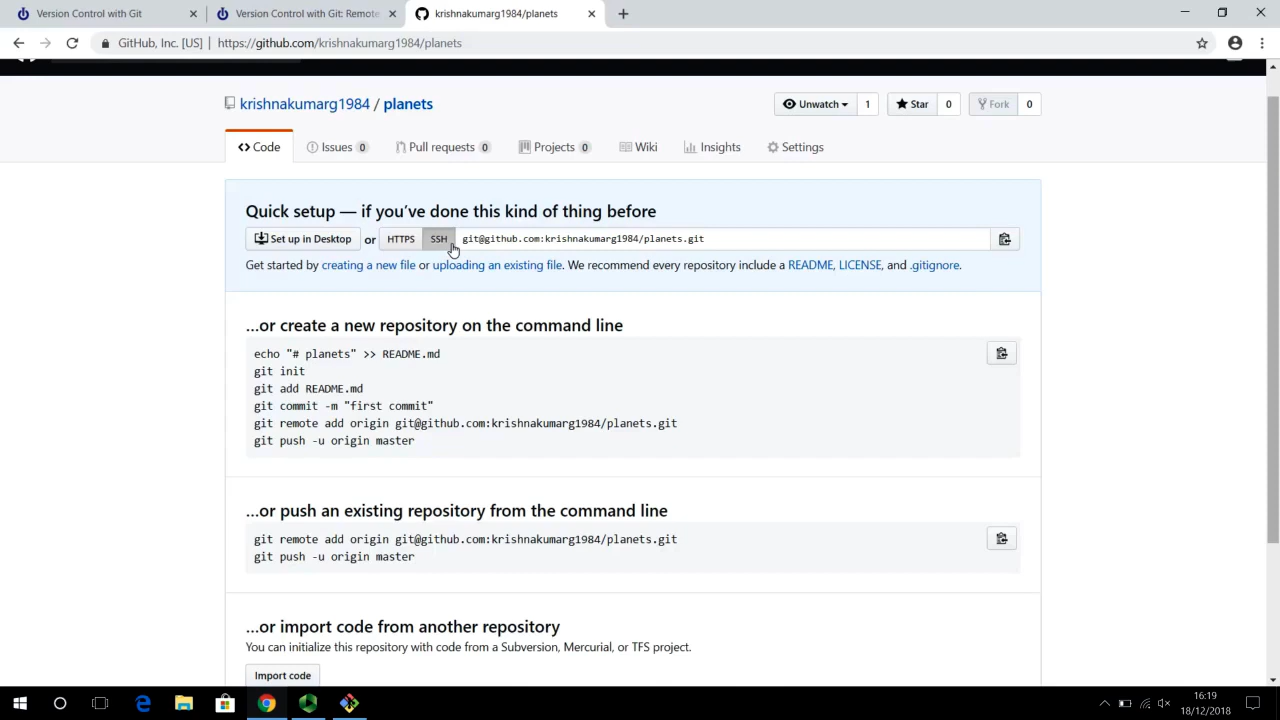 Version Control with Git
Version Control with Git: Remote
krishnakumarg1984/planets
GitHub, Inc. [US] | https://github.com/krishnakumarg1984/planets
krishnakumarg1984 / planets
Unwatch 1
Star 0
Fork 0
Code
Issues 0
Pull requests 0
Projects 0
Wiki
Insights
Settings
Quick setup — if you've done this kind of thing before
Set up in Desktop or HTTPS SSH git@github.com:krishnakumarg1984/planets.git
Get started by creating a new file or uploading an existing file. We recommend every repository include a README, LICENSE, and .gitignore.
...or create a new repository on the command line
echo "# planets" >> README.md
git init
git add README.md
git commit -m "first commit"
git remote add origin git@github.com:krishnakumarg1984/planets.git
git push -u origin master
...or push an existing repository from the command line
git remote add origin git@github.com:krishnakumarg1984/planets.git
git push -u origin master
...or import code from another repository
You can initialize this repository with code from a Subversion, Mercurial, or TFS project.
Import code
16:19
18/12/2018